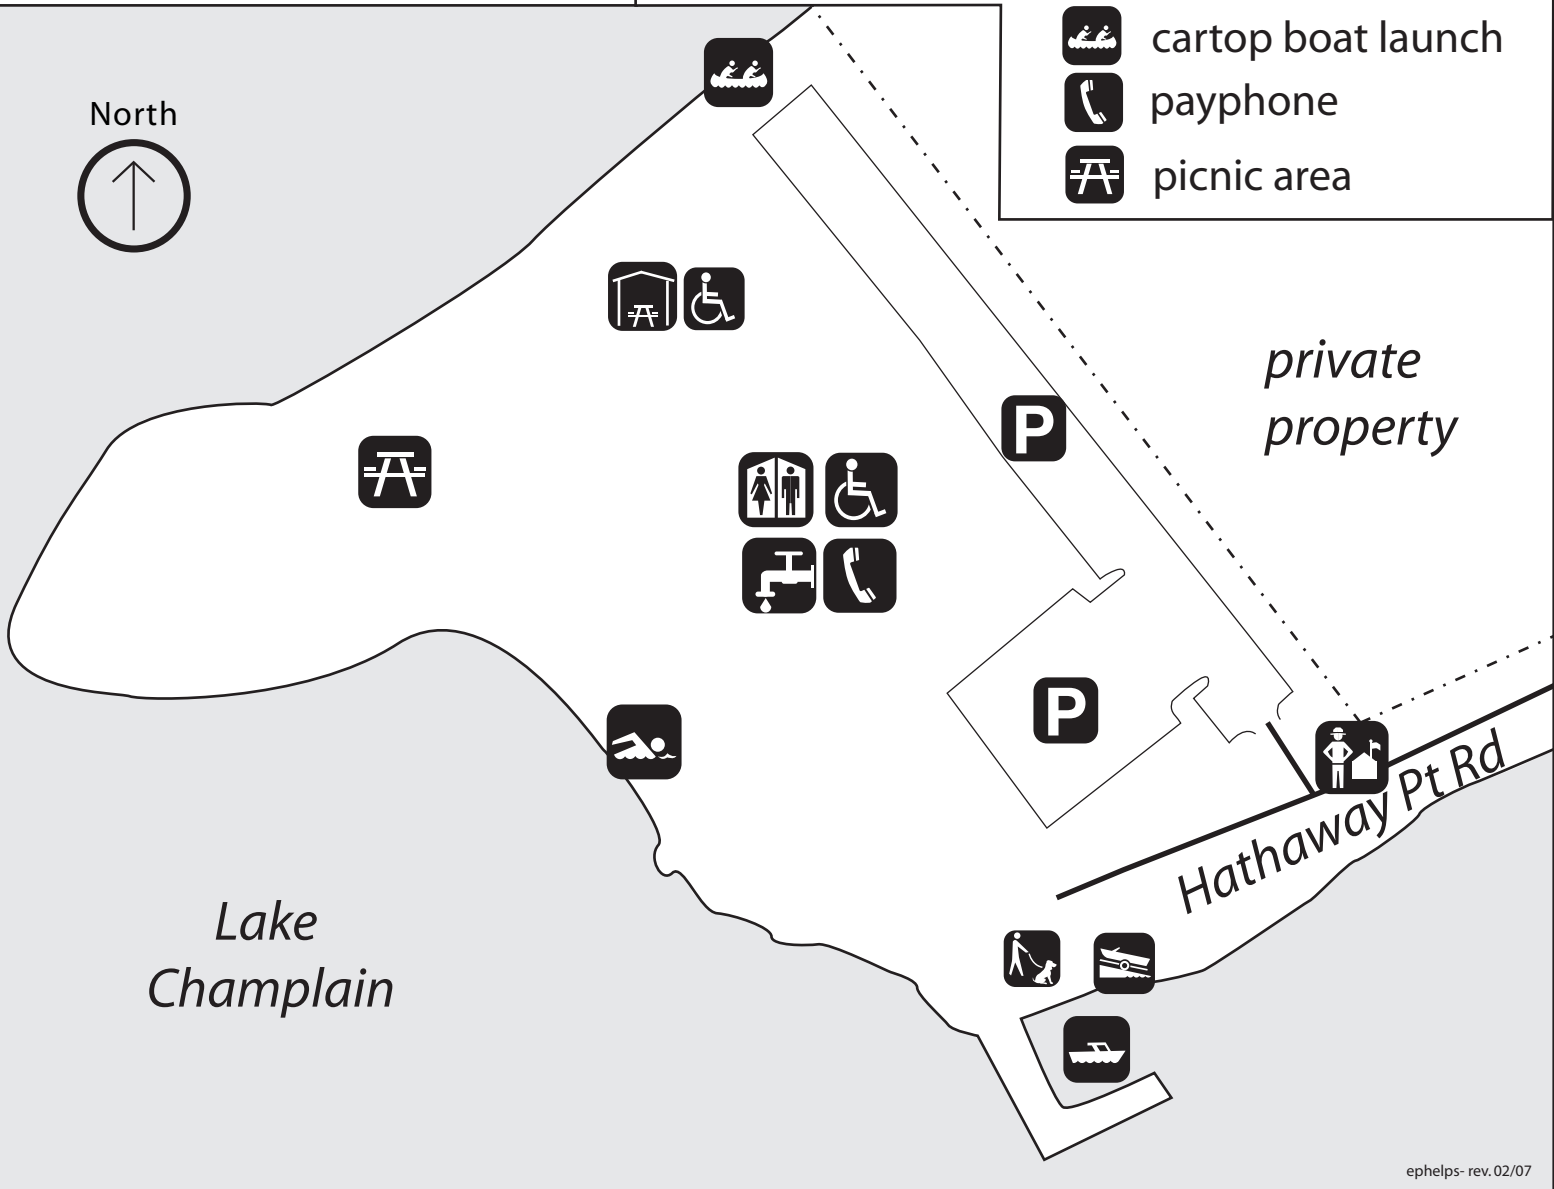 cartop boat launch
payphone
picnic area
North
private
property
P
P
Hathaway Pt Rd
Lake
Champlain
ephelps- rev. 02/07